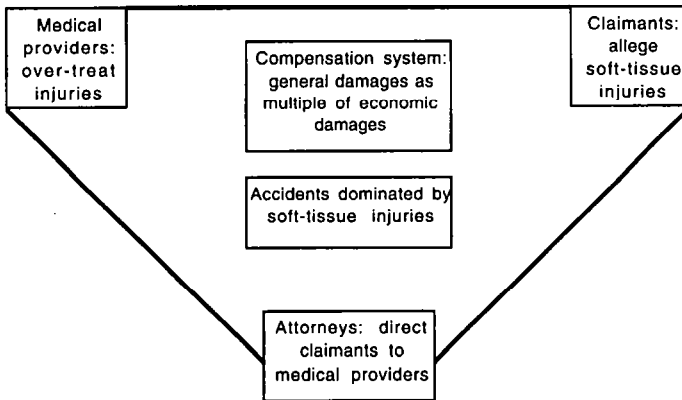 Medical
providers:
over-treat
injuries
Compensation system:
general damages as
multiple of economic
damages
Claimants:
allege
soft-tissue
injuries
Accidents dominated by
soft-tissue injuries
Attorneys: direct
claimants to
medical providers